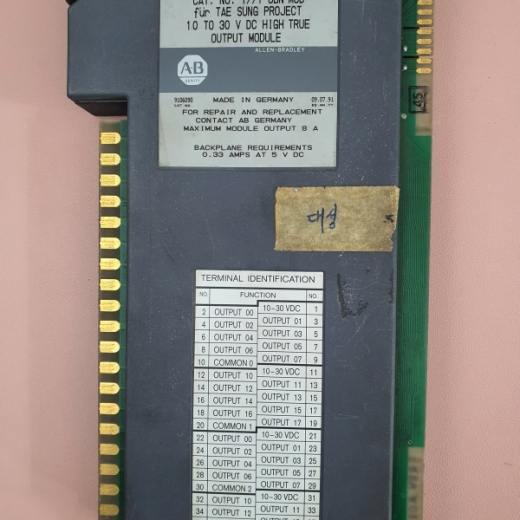 CAT. NO. 1771 OBN MOD
für TAE SUNG PROJECT
10 TO 30 V DC HIGH TRUE
OUTPUT MODULE
ALLEN-BRADLEY
AB
MADE IN GERMANY 09.07.91
FOR REPAIR AND REPLACEMENT
CONTACT AB GERMANY
MAXIMUM MODULE OUTPUT 8 A
BACKPLANE REQUIREMENTS
0.33 AMPS AT 5 V DC
45
대성
TERMINAL IDENTIFICATION
NO. FUNCTION NO.
2 OUTPUT 00 10-30 VDC 1
4 OUTPUT 02 OUTPUT 01 3
6 OUTPUT 04 OUTPUT 03 5
8 OUTPUT 06 OUTPUT 05 7
10 COMMON 0 OUTPUT 07 9
12 OUTPUT 10 10-30 VDC 11
14 OUTPUT 12 OUTPUT 11 13
16 OUTPUT 14 OUTPUT 13 15
18 OUTPUT 16 OUTPUT 15 17
20 COMMON 1 OUTPUT 17 19
22 OUTPUT 00 10-30 VDC 21
24 OUTPUT 02 OUTPUT 01 23
26 OUTPUT 04 OUTPUT 03 25
28 OUTPUT 06 OUTPUT 05 27
30 COMMON 2 OUTPUT 07 29
32 OUTPUT 10 10-30 VDC 31
34 OUTPUT 12 OUTPUT 11 33